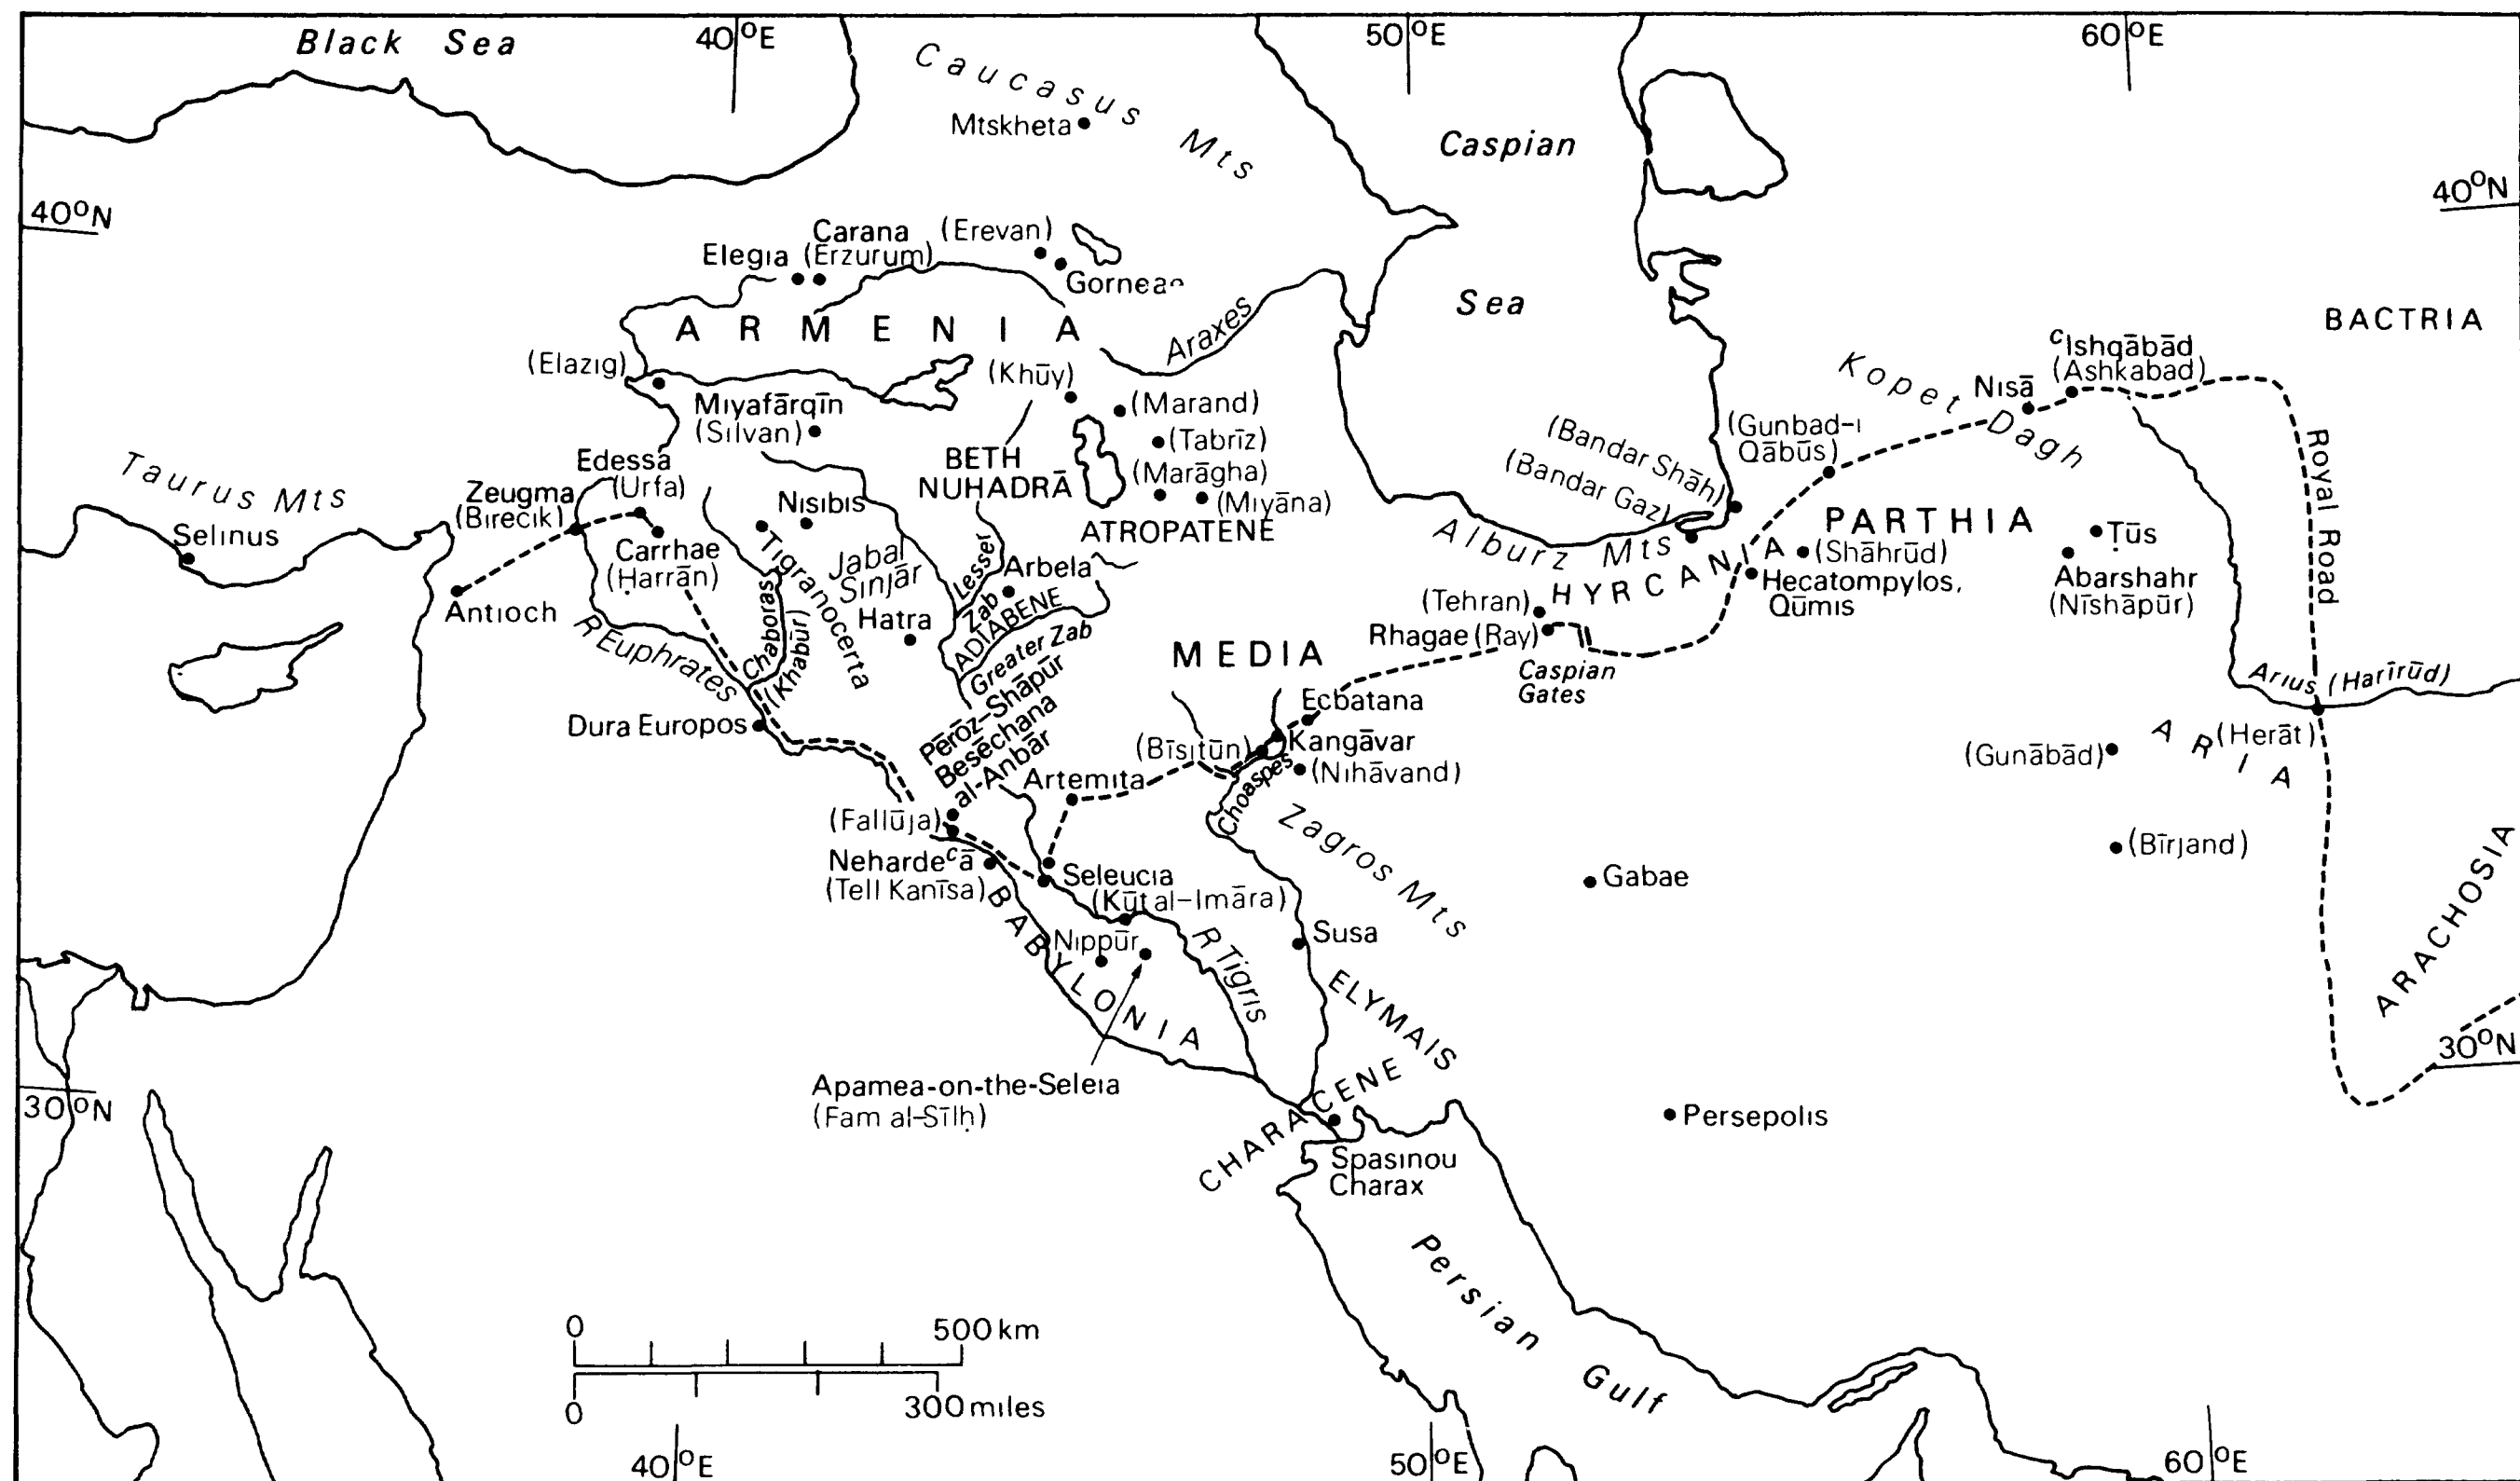 Black Sea
40°E
50°E
60°E
Caucasus Mts
Mtskheta
Caspian
Sea
40°N
40°N
Carana
(Erzurum)
(Erevan)
Elegia
ARMENIA
Araxes
BACTRIA
(Elazig)
(Khūy)
Kopet Dagh
ᶜIshqābād
(Ashkabad)
Nisā
Miyafārqīn
(Silvan)
(Marand)
(Tabrīz)
(Marāgha)
(Miyāna)
BETH
NUHADRĀ
ATROPATENE
(Bandar Shāh)
(Bandar Gaz)
(Gunbad-i
Qābūs)
Royal Road
Taurus Mts
Selinus
Edessa
(Urfa)
Zeugma
(Birecik)
Nisibis
Carrhae
(Ḥarrān)
Tigranocerta
Jabal
Sinjār
Lesser
Zab
Arbela
ADIABENE
Greater Zab
Hatra
Alburz Mts
HYRCANIA
PARTHIA
(Shāhrūd)
Hecatompylos,
Qūmis
Ṭūs
Abarshahr
(Nīshāpūr)
Antioch
R Euphrates
Chaboras
(Khabūr)
(Tehran)
Rhagae (Ray)
Caspian
Gates
MEDIA
Ecbatana
Arius (Harīrūd)
Dura Europos
Pērōz-Shāpūr
Besēchana
al-Anbār
(Bīsitūn)
Kangāvar
(Nihāvand)
Choaspes
Artemita
ARIA
(Herāt)
(Gunābād)
(Fallūja)
Nehardeᶜā
(Tell Kanīsa)
Seleucia
(Kūt al-Imāra)
Zagros Mts
Gabae
(Bīrjand)
ARACHOSIA
BABYLONIA
Nippūr
R Tigris
Susa
ELYMAIS
30°N
30°N
Apamea-on-the-Seleia
(Fam al-Sīlḥ)
CHARACENE
Spasinou
Charax
Persepolis
Persian Gulf
0
500 km
0
300 miles
40°E
50°E
60°E